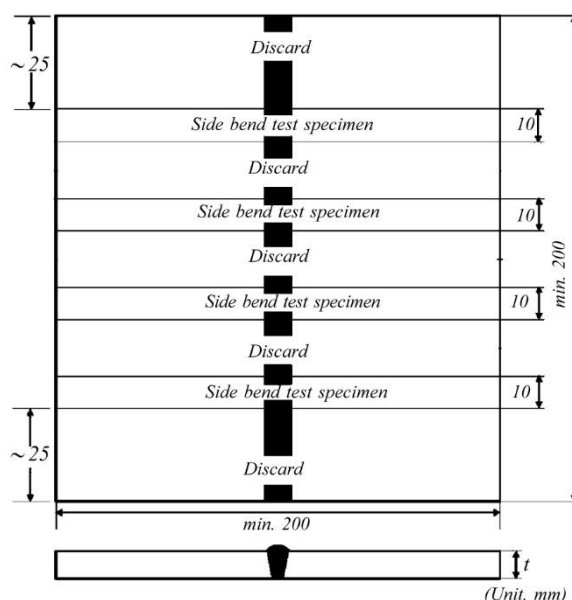 Discard
~25
Side bend test specimen
10
Discard
Side bend test specimen
10
Discard
min. 200
Side bend test specimen
10
Discard
Side bend test specimen
10
~25
Discard
min. 200
t
(Unit, mm)